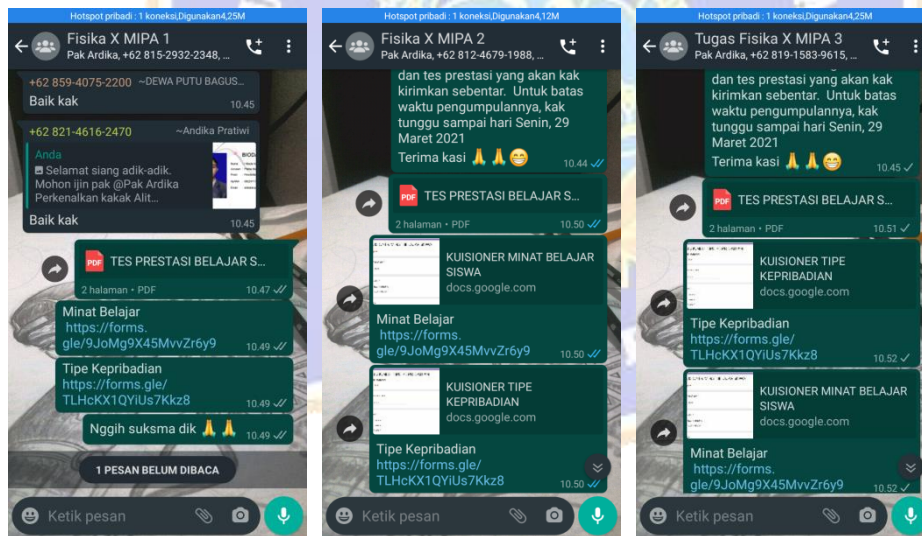 Hotspot pribadi : 1 koneksi,Digunakan4,25M
Fisika X MIPA 1
Pak Ardika, +62 815-2932-2348, ...
+62 859-4075-2200 ~DEWA PUTU BAGUS...
Baik kak
10.45
+62 821-4616-2470 ~Andika Pratiwi
Anda
Selamat siang adik-adik.
Mohon ijin pak @Pak Ardika
Perkenalkan kakak Alit...
Baik kak
10.45
PDF TES PRESTASI BELAJAR S...
2 halaman • PDF 10.47
Minat Belajar
https://forms.
gle/9JoMg9X45MvvZr6y9 10.49
Tipe Kepribadian
https://forms.gle/
TLHcKX1QYiUs7Kkz8 10.49
Nggih suksma dik 🙏🙏 10.49
1 PESAN BELUM DIBACA
Ketik pesan
Hotspot pribadi : 1 koneksi,Digunakan4,12M
Fisika X MIPA 2
Pak Ardika, +62 812-4679-1988, ...
dan tes prestasi yang akan kak
kirimkan sebentar. Untuk batas
waktu pengumpulannya, kak
tunggu sampai hari Senin, 29
Maret 2021
Terima kasi 🙏🙏😁 10.44
PDF TES PRESTASI BELAJAR S...
2 halaman • PDF 10.50
KUISIONER MINAT BELAJAR
SISWA
docs.google.com
Minat Belajar
https://forms.
gle/9JoMg9X45MvvZr6y9 10.50
KUISIONER TIPE
KEPRIBADIAN
docs.google.com
Tipe Kepribadian
https://forms.gle/
TLHcKX1QYiUs7Kkz8 10.50
Ketik pesan
Hotspot pribadi : 1 koneksi,Digunakan4,25M
Tugas Fisika X MIPA 3
Pak Ardika, +62 819-1583-9615, ...
dan tes prestasi yang akan kak
kirimkan sebentar. Untuk batas
waktu pengumpulannya, kak
tunggu sampai hari Senin, 29
Maret 2021
Terima kasi 🙏🙏😁 10.45
PDF TES PRESTASI BELAJAR S...
2 halaman • PDF 10.51
KUISIONER TIPE
KEPRIBADIAN
docs.google.com
Tipe Kepribadian
https://forms.gle/
TLHcKX1QYiUs7Kkz8 10.52
KUISIONER MINAT BELAJAR
SISWA
docs.google.com
Minat Belajar
https://forms.
gle/9JoMg9X45MvvZr6y9 10.52
Ketik pesan